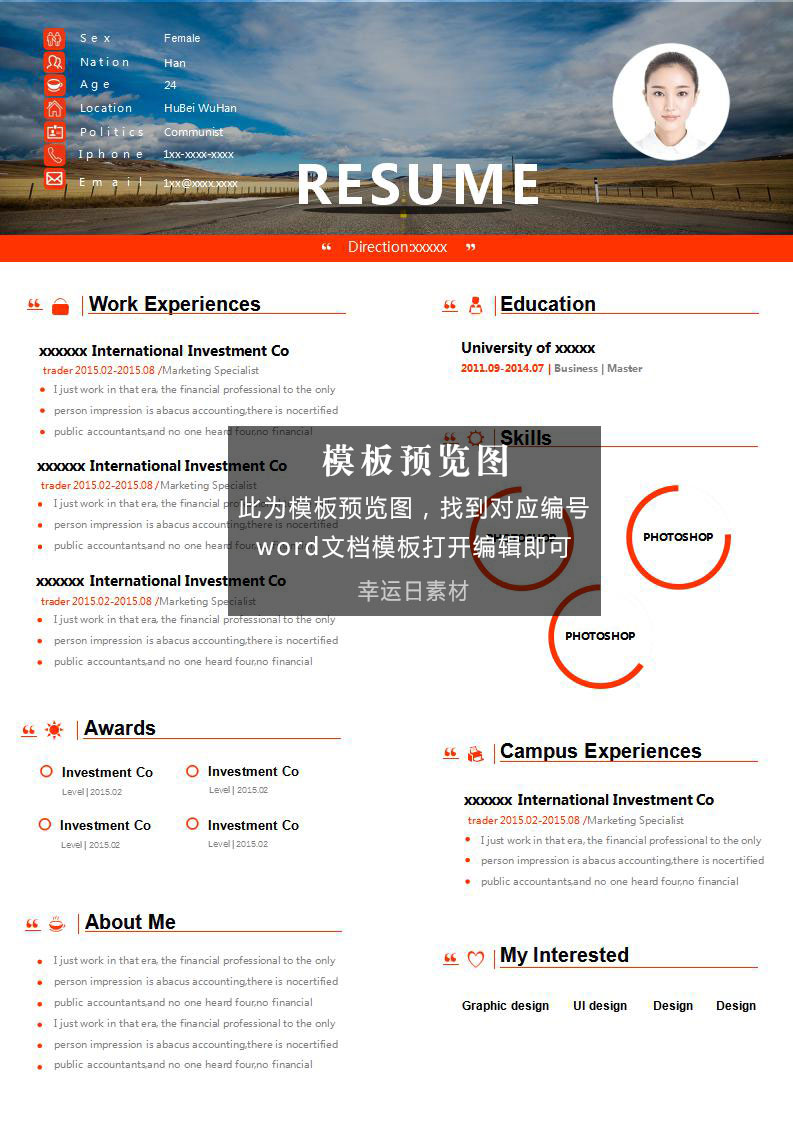 Sex Female
Nation Han
Age 24
Location HuBei WuHan
Politics Communist
Iphone 1xx-xxxx-xxxx
Email 1xx@xxxx.xxxx
RESUME
“ Direction:xxxxx ”
Work Experiences
xxxxxx International Investment Co
trader 2015.02-2015.08 /Marketing Specialist
I just work in that era, the financial professional to the only
person impression is abacus accounting,there is nocertified
public accountants,and no one heard four,no financial
xxxxxx International Investment Co
trader 2015.02-2015.08 /Marketing Specialist
I just work in that era, the financial professional to the only
person impression is abacus accounting,there is nocertified
public accountants,and no one heard four,no financial
xxxxxx International Investment Co
trader 2015.02-2015.08 /Marketing Specialist
I just work in that era, the financial professional to the only
person impression is abacus accounting,there is nocertified
public accountants,and no one heard four,no financial
Awards
Investment Co Investment Co
Level | 2015.02 Level | 2015.02
Investment Co Investment Co
Level | 2015.02 Level | 2015.02
About Me
I just work in that era, the financial professional to the only
person impression is abacus accounting,there is nocertified
public accountants,and no one heard four,no financial
I just work in that era, the financial professional to the only
person impression is abacus accounting,there is nocertified
public accountants,and no one heard four,no financial
Education
University of xxxxx
2011.09-2014.07 | Business | Master
Skills
PHOTOSHOP
PHOTOSHOP
Campus Experiences
xxxxxx International Investment Co
trader 2015.02-2015.08 /Marketing Specialist
I just work in that era, the financial professional to the only
person impression is abacus accounting,there is nocertified
public accountants,and no one heard four,no financial
My Interested
Graphic design UI design Design Design
模板预览图
此为模板预览图，找到对应编号
word文档模板打开编辑即可
幸运日素材